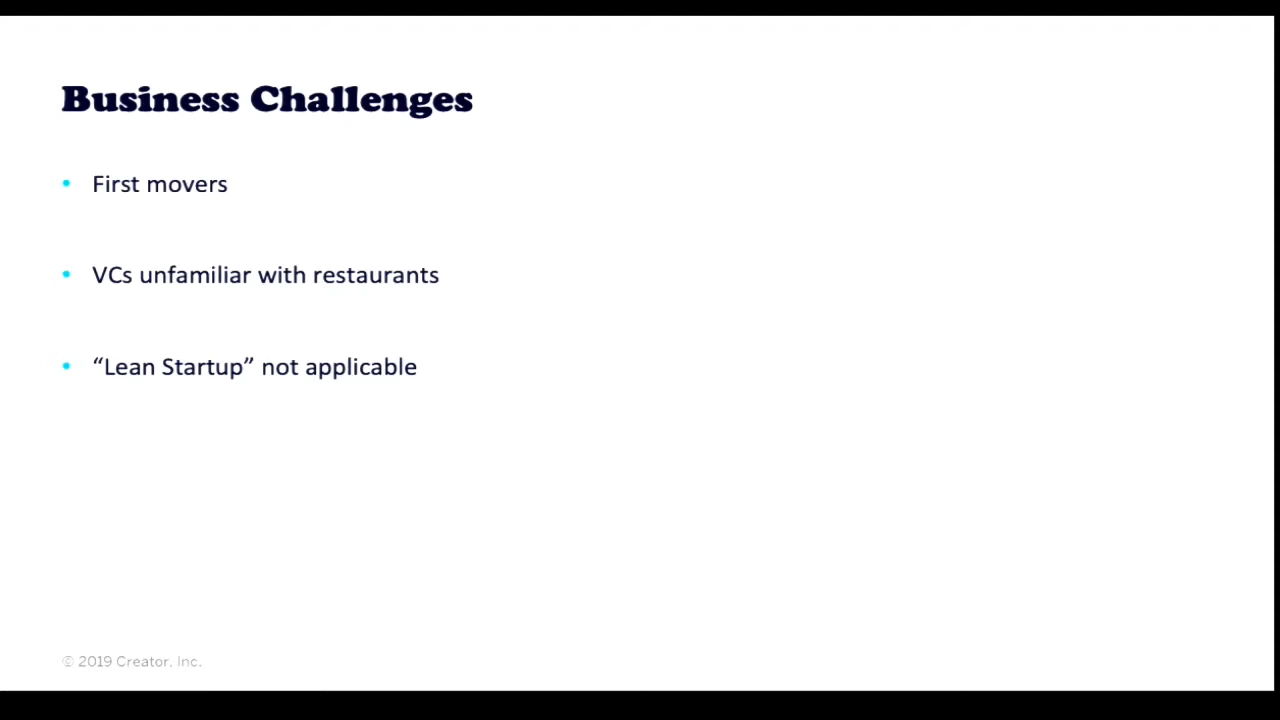 Business Challenges
• First movers
• VCs unfamiliar with restaurants
• “Lean Startup” not applicable
© 2019 Creator, Inc.